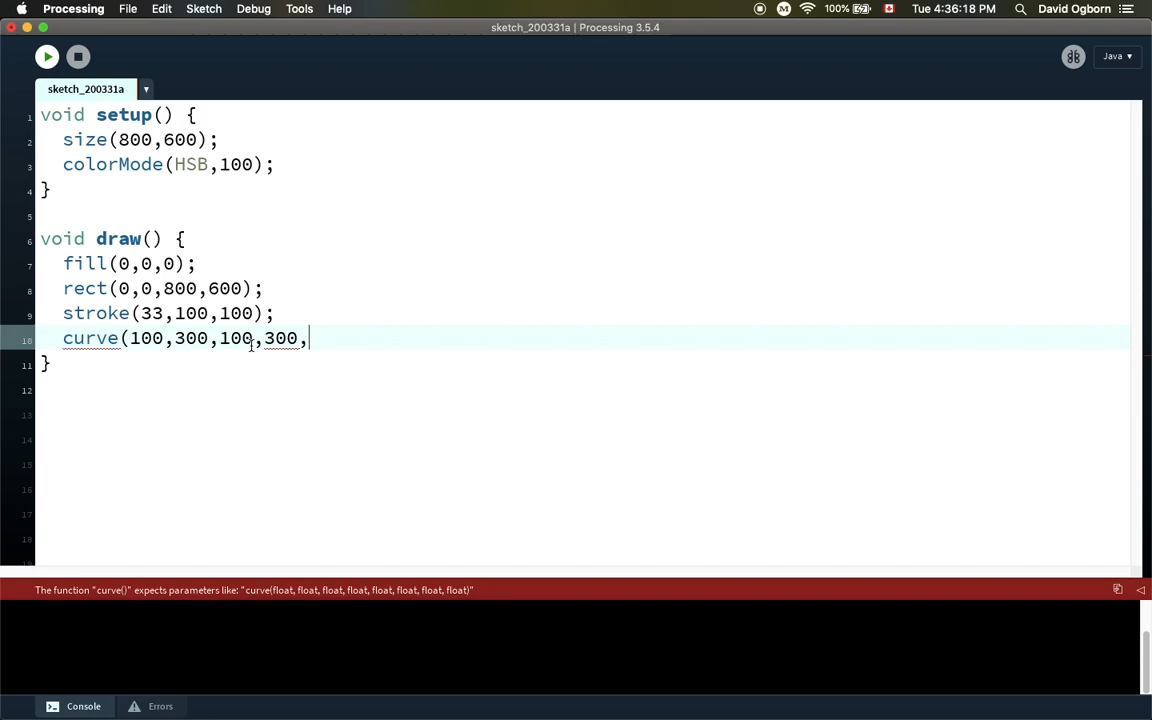 Processing File Edit Sketch Debug Tools Help 100% Tue 4:36:18 PM David Ogborn
sketch_200331a | Processing 3.5.4
Java ▾
sketch_200331a ▾
1 void setup() {
2 size(800,600);
3 colorMode(HSB,100);
4 }
5
6 void draw() {
7 fill(0,0,0);
8 rect(0,0,800,600);
9 stroke(33,100,100);
10 curve(100,300,100,300,
11 }
12
13
14
15
16
17
18
The function "curve()" expects parameters like: "curve(float, float, float, float, float, float, float, float)"
Console Errors